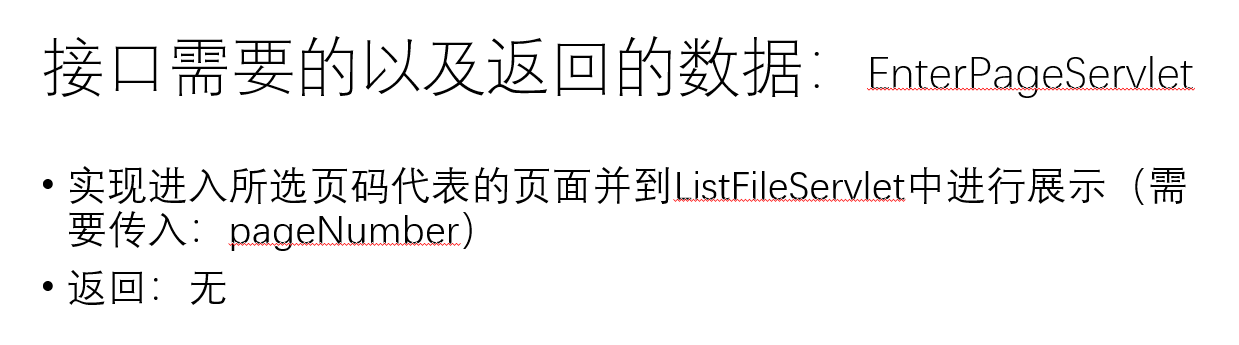 接口需要的以及返回的数据： EnterPageServlet
• 实现进入所选页码代表的页面并到ListFileServlet中进行展示（需
要传入：pageNumber）
• 返回：无